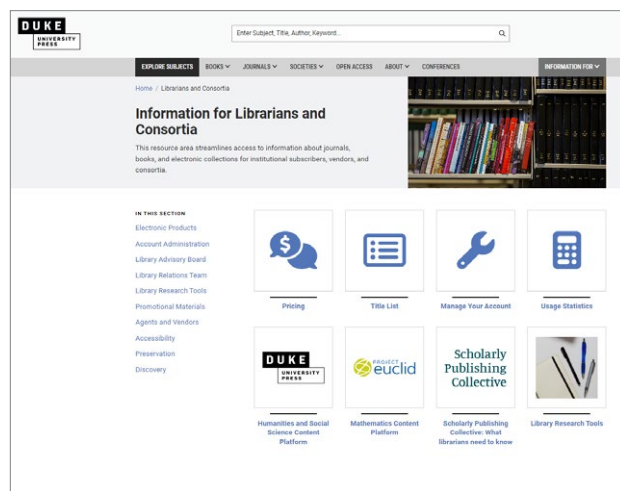 DUKE
UNIVERSITY
PRESS
Enter Subject, Title, Author, Keyword...
EXPLORE SUBJECTS BOOKS JOURNALS SOCIETIES OPEN ACCESS ABOUT CONFERENCES INFORMATION FOR
Home / Librarians and Consortia
Information for Librarians and
Consortia
This resource area streamlines access to information about journals,
books, and electronic collections for institutional subscribers, vendors, and
consortia.
IN THIS SECTION
Electronic Products
Account Administration
Library Advisory Board
Library Relations Team
Library Research Tools
Promotional Materials
Agents and Vendors
Accessibility
Preservation
Discovery
$
Pricing
Title List
Manage Your Account
Usage Statistics
DUKE
UNIVERSITY
PRESS
Humanities and Social
Science Content
Platform
PROJECT
euclid
Mathematics Content
Platform
Scholarly
Publishing
Collective
Scholarly Publishing
Collective: What
librarians need to know
Library Research Tools